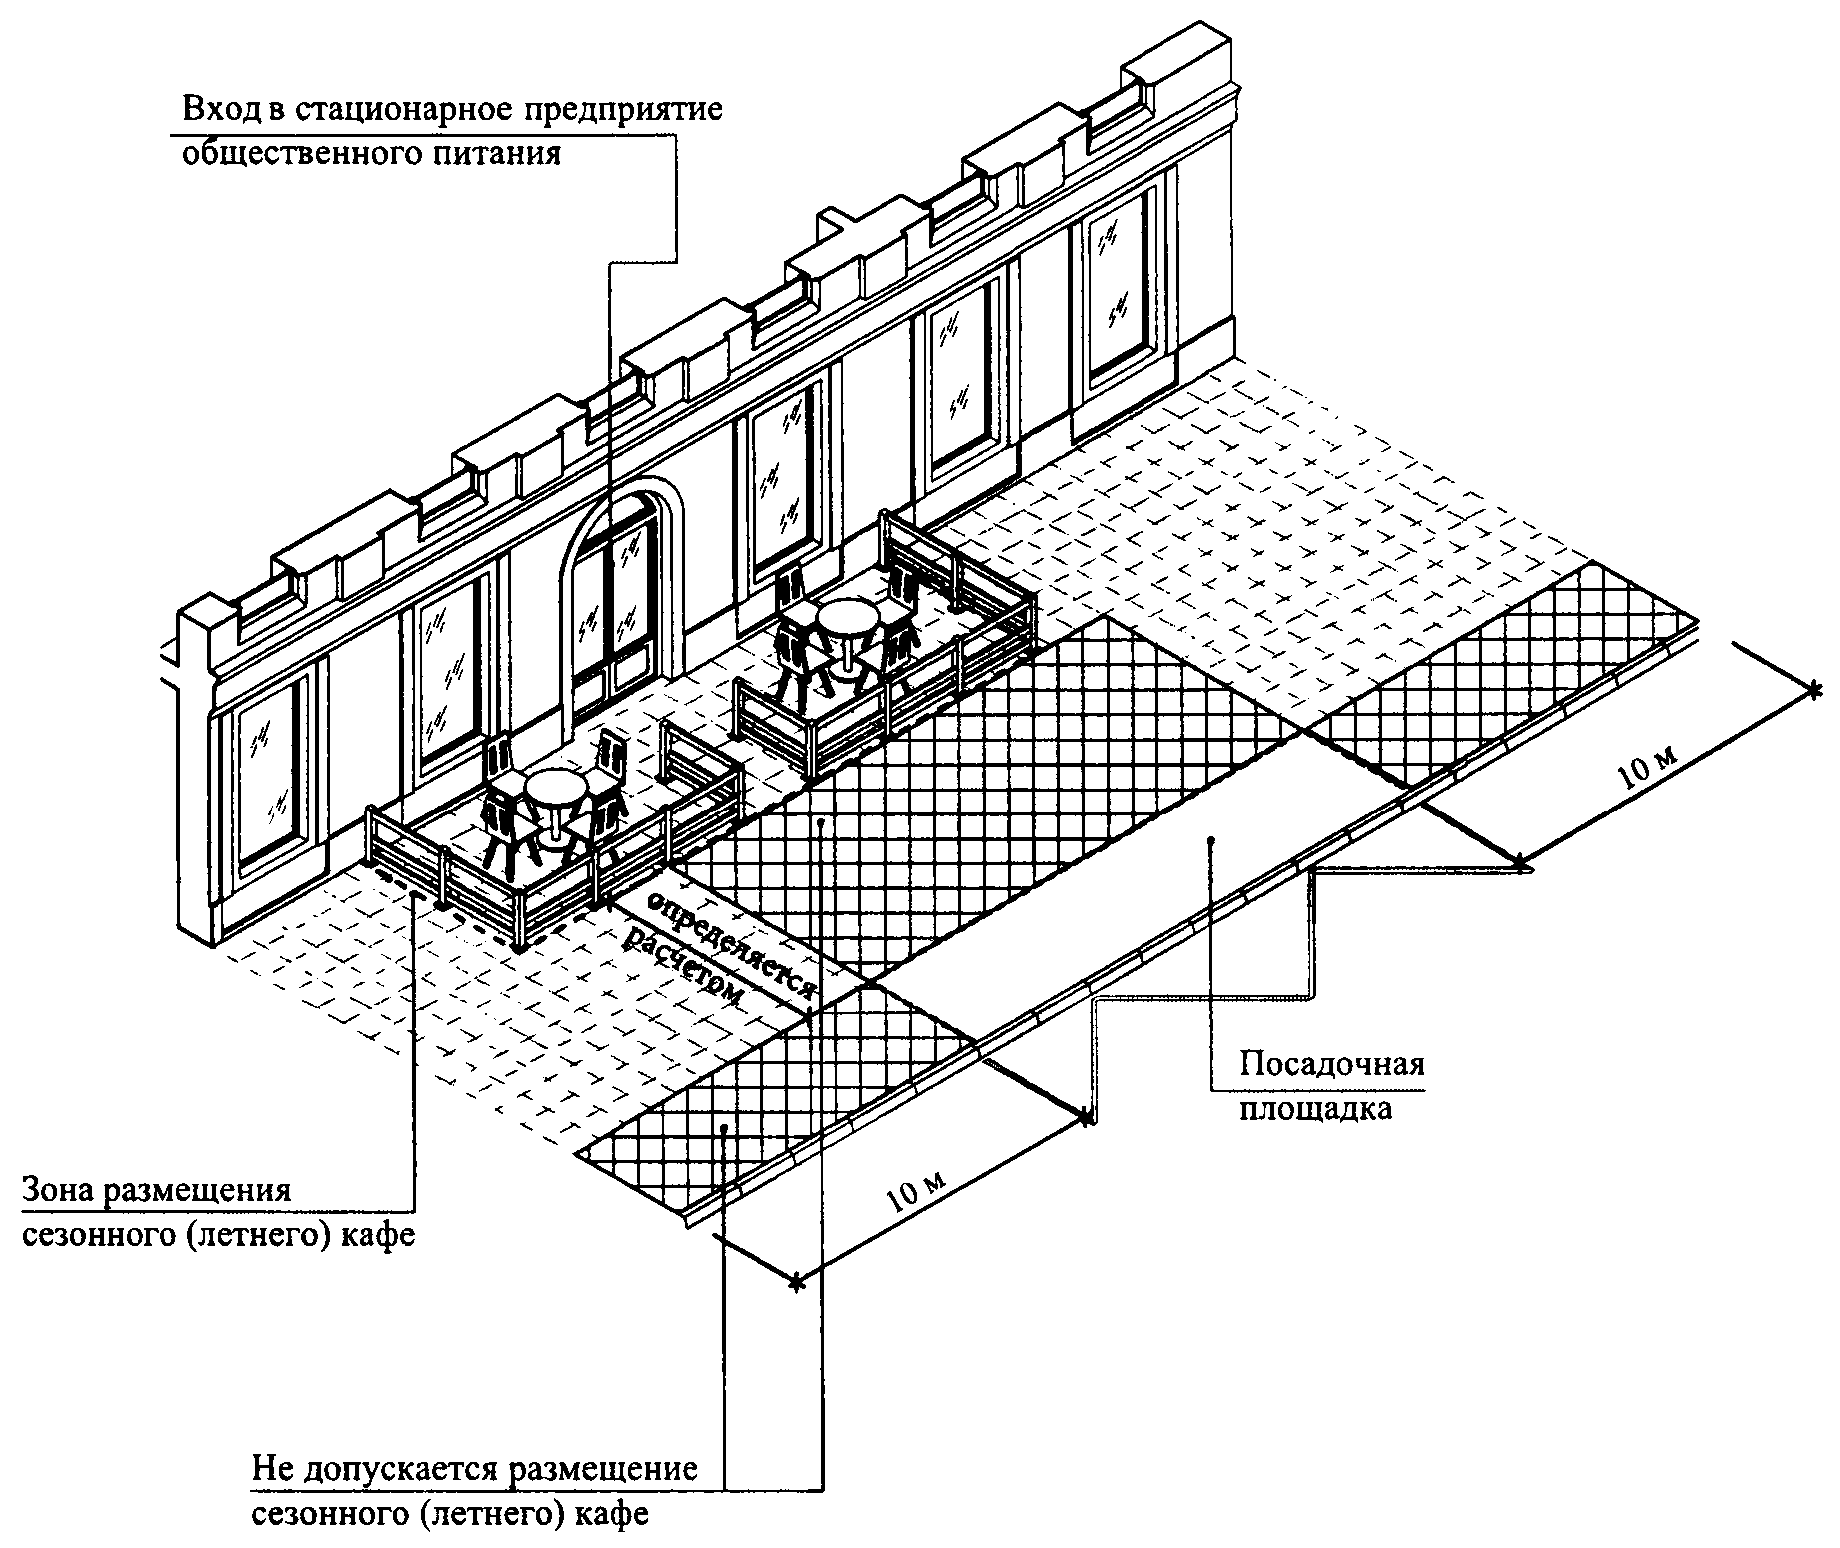 Вход в стационарное предприятие
общественного питания
10 м
определяется
расчетом
Посадочная
площадка
Зона размещения
сезонного (летнего) кафе
10 м
Не допускается размещение
сезонного (летнего) кафе